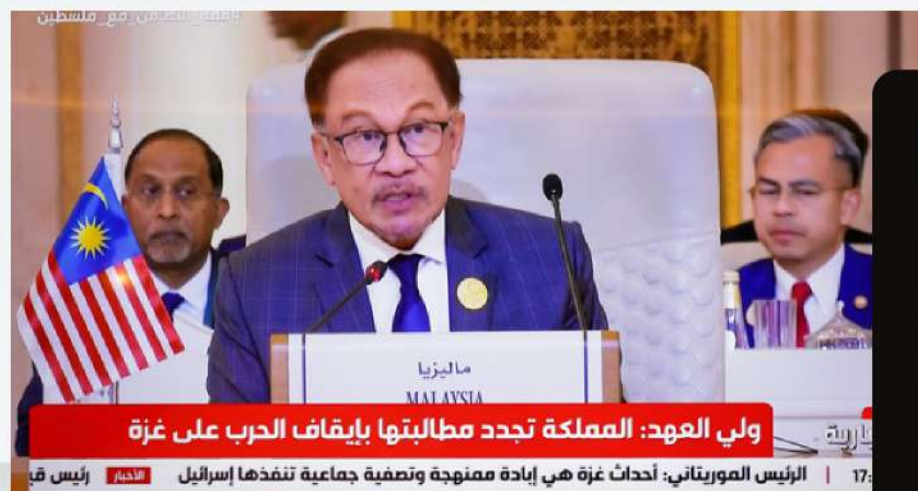 ماليزيا
MALAYSIA
ولي العهد: المملكة تجدد مطالبتها بإيقاف الحرب على غزة
17:
الرئيس الموريتاني: أحداث غزة هي إبادة ممنهجة وتصفية جماعية تنفذها إسرائيل
الأخبار
رئيس